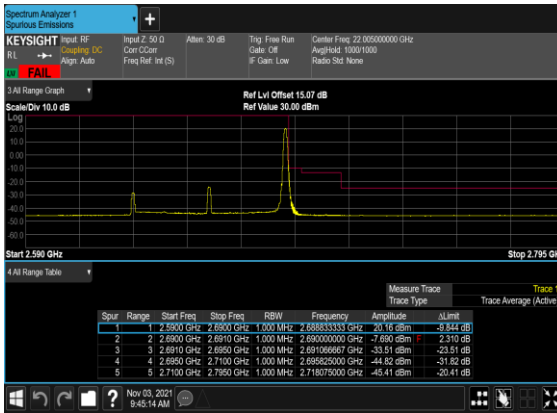 Spectrum Analyzer 1
Spurious Emissions
KEYSIGHT Input: RF Input Z: 50 Ω Atten: 30 dB Trig: Free Run Center Freq: 22.005000000 GHz
RL Coupling: DC Corr CCorr Gate: Off Avg|Hold: 1000/1000
Align: Auto Freq Ref: Int (S) IF Gain: Low Radio Std: None
LW FAIL
3 All Range Graph
Ref Lvl Offset 15.07 dB
Scale/Div 10.0 dB Ref Value 30.00 dBm
Log
20.0
10.0
0.00
-10.0
-20.0
-30.0
-40.0
-50.0
-60.0
Start 2.590 GHz Stop 2.795 GH
4 All Range Table
Measure Trace Trace 1
Trace Type Trace Average (Active
Spur Range Start Freq Stop Freq RBW Frequency Amplitude ΔLimit
1 1 2.5900 GHz 2.6900 GHz 1.000 MHz 2.688833333 GHz 20.16 dBm -9.844 dB
2 2 2.6900 GHz 2.6910 GHz 1.000 MHz 2.690000000 GHz -7.690 dBm F 2.310 dB
3 3 2.6910 GHz 2.6950 GHz 1.000 MHz 2.691066667 GHz -33.51 dBm -23.51 dB
4 4 2.6950 GHz 2.7100 GHz 1.000 MHz 2.695825000 GHz -44.82 dBm -31.82 dB
5 5 2.7100 GHz 2.7950 GHz 1.000 MHz 2.718075000 GHz -45.41 dBm -20.41 dB
Nov 03, 2021
9:45:14 AM